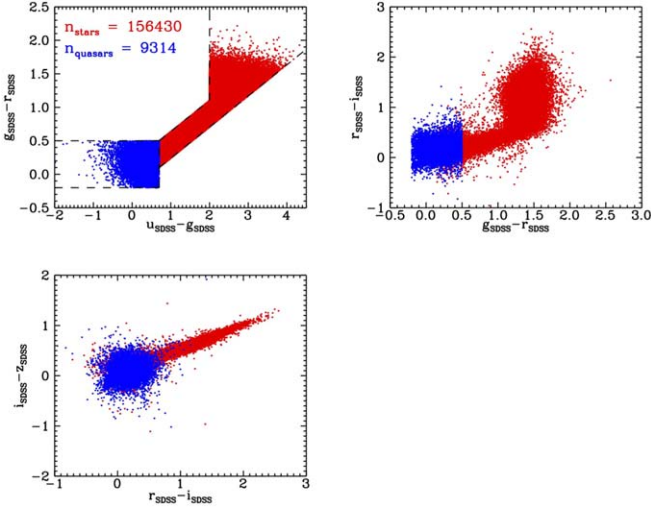 n_stars = 156430
n_quasars = 9314
2.5
2.0
1.5
1.0
0.5
0.0
-0.5
g_SDSS-r_SDSS
-2 -1 0 1 2 3 4
u_SDSS-g_SDSS
3
2
1
0
-1
r_SDSS-i_SDSS
-0.5 0.0 0.5 1.0 1.5 2.0 2.5 3.0
g_SDSS-r_SDSS
2
1
0
-1
-2
i_SDSS-z_SDSS
-1 0 1 2 3
r_SDSS-i_SDSS